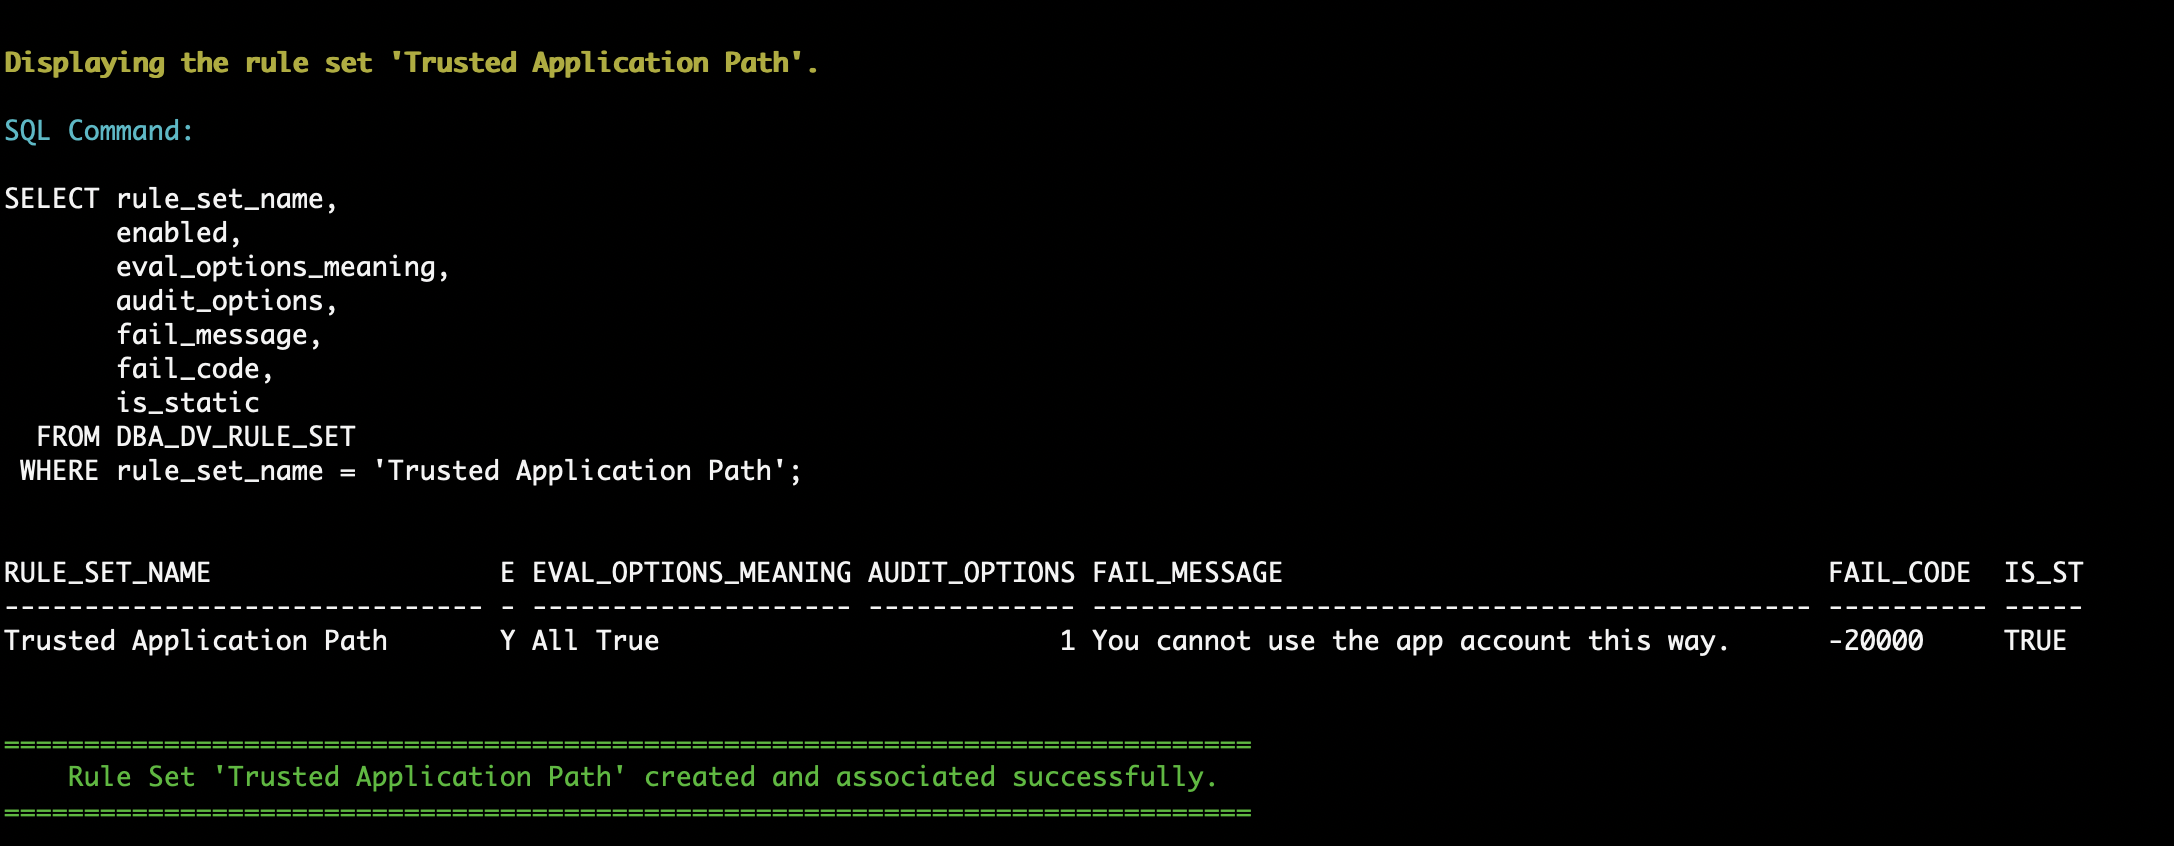 Displaying the rule set 'Trusted Application Path'.
SQL Command:
SELECT rule_set_name,
       enabled,
       eval_options_meaning,
       audit_options,
       fail_message,
       fail_code,
       is_static
  FROM DBA_DV_RULE_SET
 WHERE rule_set_name = 'Trusted Application Path';
RULE_SET_NAME                  E EVAL_OPTIONS_MEANING AUDIT_OPTIONS FAIL_MESSAGE                                  FAIL_CODE  IS_ST
------------------------------ - -------------------- ------------- --------------------------------------------- ---------- -----
Trusted Application Path       Y All True                         1 You cannot use the app account this way.      -20000     TRUE
==============================================================================
    Rule Set 'Trusted Application Path' created and associated successfully.
==============================================================================